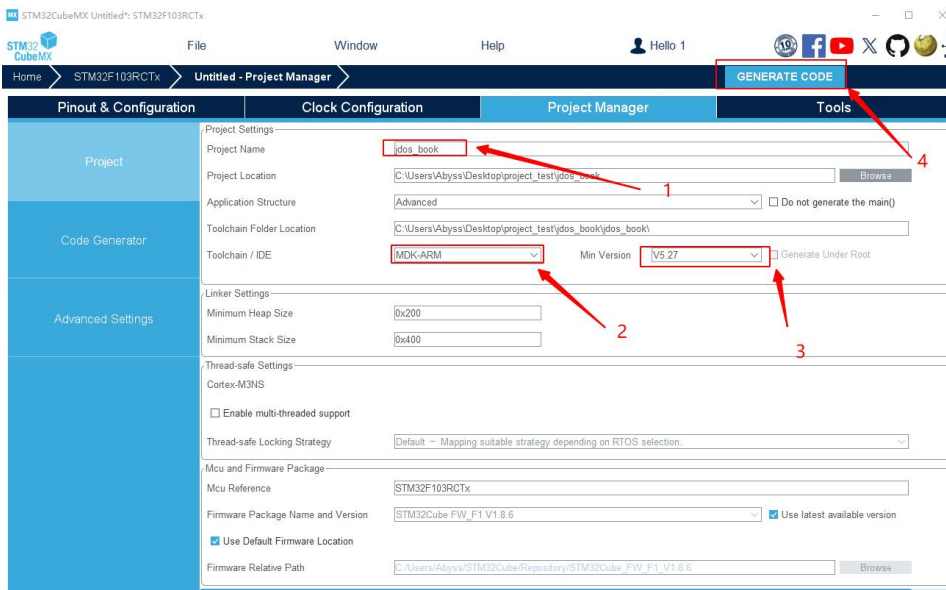 MX STM32CubeMX Untitled*: STM32F103RCTx
STM32 CubeMX File Window Help Hello 1
Home STM32F103RCTx Untitled - Project Manager GENERATE CODE
Pinout & Configuration Clock Configuration Project Manager Tools
Project
Code Generator
Advanced Settings
Project Settings
Project Name jdos_book
Project Location C:\Users\Abyss\Desktop\project_test\jdos_book Browse
Application Structure Advanced Do not generate the main()
Toolchain Folder Location C:\Users\Abyss\Desktop\project_test\jdos_book\jdos_book\
Toolchain / IDE MDK-ARM Min Version V5.27 Generate Under Root
Linker Settings
Minimum Heap Size 0x200
Minimum Stack Size 0x400
Thread-safe Settings
Cortex-M3NS
Enable multi-threaded support
Thread-safe Locking Strategy Default - Mapping suitable strategy depending on RTOS selection.
Mcu and Firmware Package
Mcu Reference STM32F103RCTx
Firmware Package Name and Version STM32Cube FW_F1 V1.8.6 Use latest available version
Use Default Firmware Location
Firmware Relative Path C:/Users/Abyss/STM32Cube/Repository/STM32Cube_FW_F1_V1.8.6 Browse
1
2
3
4